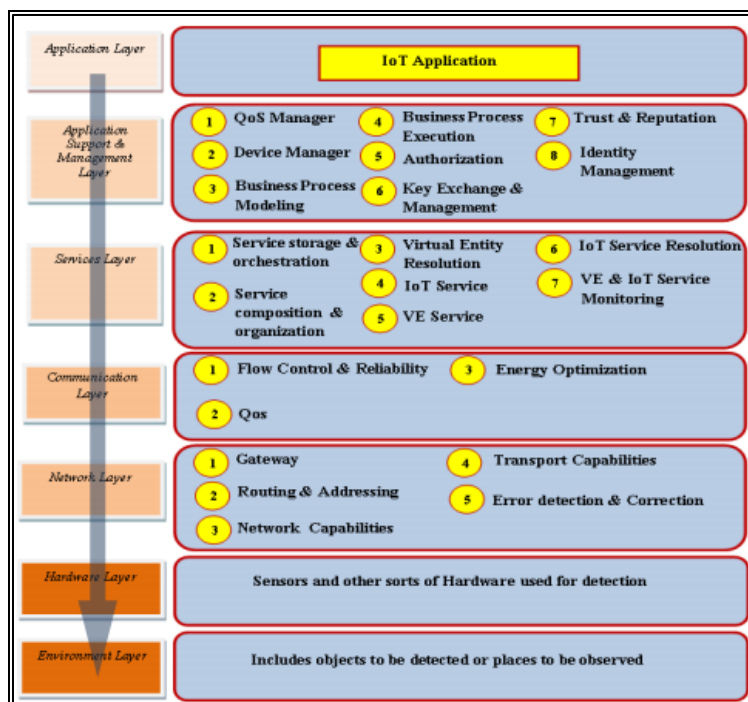 Application Layer
IoT Application
Application
Support &
Management
Layer
1 QoS Manager
2 Device Manager
3 Business Process
Modeling
4 Business Process
Execution
5 Authorization
6 Key Exchange &
Management
7 Trust & Reputation
8 Identity
Management
Services Layer
1 Service storage &
orchestration
2 Service
composition &
organization
3 Virtual Entity
Resolution
4 IoT Service
5 VE Service
6 IoT Service Resolution
7 VE & IoT Service
Monitoring
Communication
Layer
1 Flow Control & Reliability
2 Qos
3 Energy Optimization
Network Layer
1 Gateway
2 Routing & Addressing
3 Network Capabilities
4 Transport Capabilities
5 Error detection & Correction
Hardware Layer
Sensors and other sorts of Hardware used for detection
Environment Layer
Includes objects to be detected or places to be observed